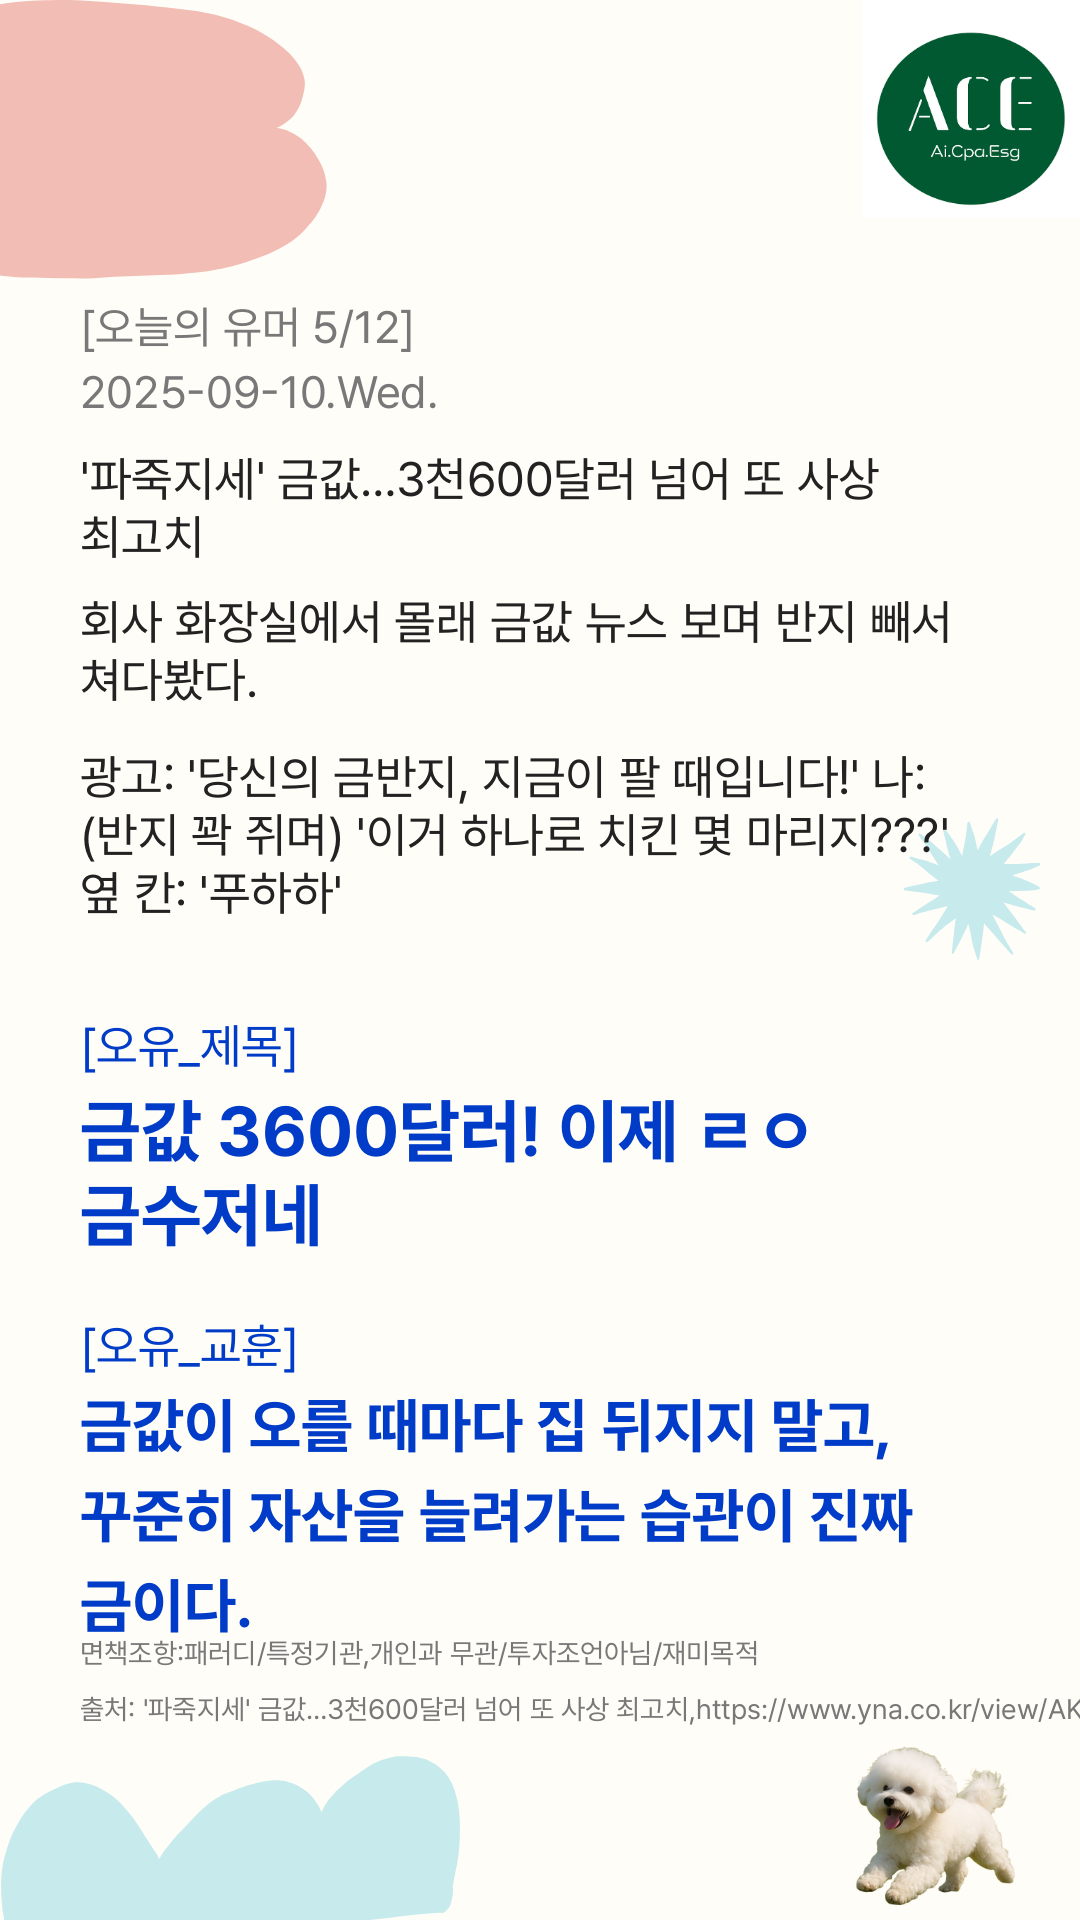 ACE
Ai.Cpa.Esg
[오늘의 유머 5/12]
2025-09-10.Wed.
'파죽지세' 금값...3천600달러 넘어 또 사상
최고치
회사 화장실에서 몰래 금값 뉴스 보며 반지 빼서
쳐다봤다.
광고: '당신의 금반지, 지금이 팔 때입니다!' 나:
(반지 꽉 쥐며) '이거 하나로 치킨 몇 마리지???'
옆 칸: '푸하하'
[오유_제목]
금값 3600달러! 이제 ㄹㅇ
금수저네
[오유_교훈]
금값이 오를 때마다 집 뒤지지 말고,
꾸준히 자산을 늘려가는 습관이 진짜
금이다.
면책조항:패러디/특정기관,개인과 무관/투자조언아님/재미목적
출처: '파죽지세' 금값...3천600달러 넘어 또 사상 최고치,https://www.yna.co.kr/view/AK